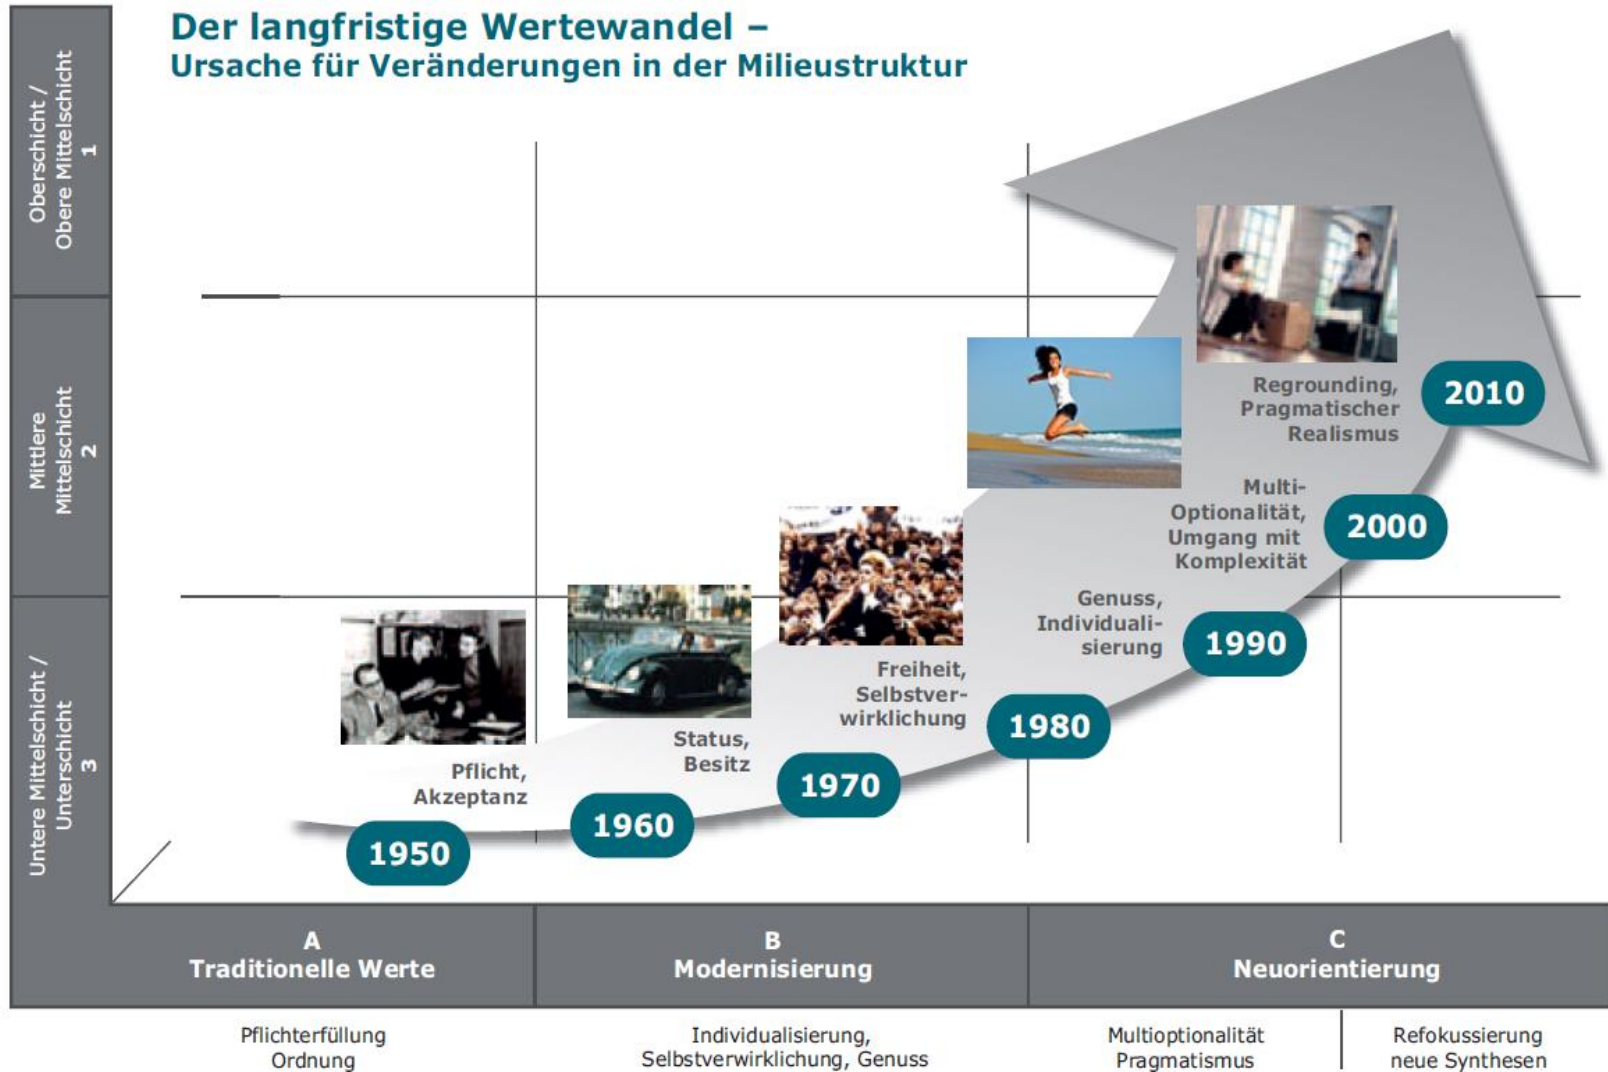 Der langfristige Wertewandel –
Ursache für Veränderungen in der Milieustruktur
Oberschicht /
Obere Mittelschicht
1
Mittlere
Mittelschicht
2
Untere Mittelschicht /
Unterschicht
3
Regrounding,
Pragmatischer
Realismus
2010
Multi-
Optionalität,
Umgang mit
Komplexität
2000
Genuss,
Individuali-
sierung
1990
Freiheit,
Selbstver-
wirklichung
1980
Status,
Besitz
1970
Pflicht,
Akzeptanz
1960
1950
A
Traditionelle Werte
B
Modernisierung
C
Neuorientierung
Pflichterfüllung
Ordnung
Individualisierung,
Selbstverwirklichung, Genuss
Multioptionalität
Pragmatismus
Refokussierung
neue Synthesen